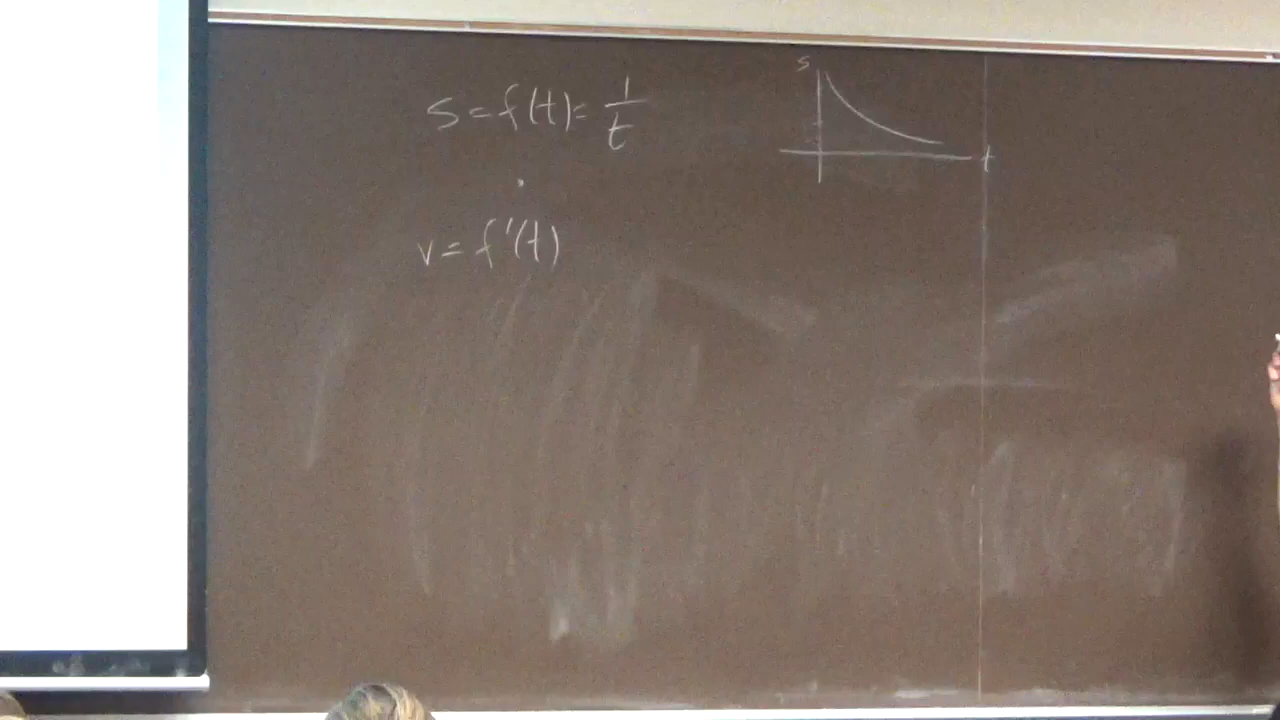 s = f(t) = 1/t
s
t
v = f'(t)